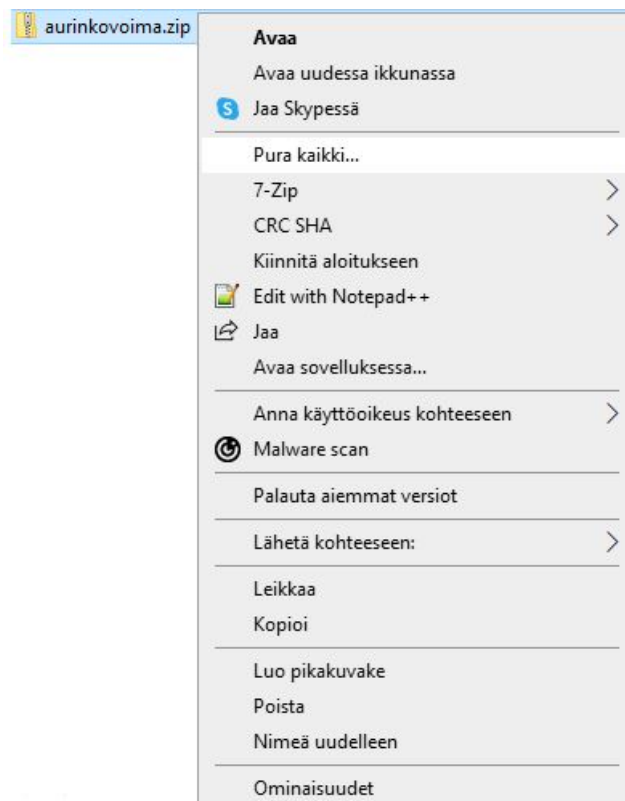 aurinkovoima.zip
Avaa
Avaa uudessa ikkunassa
Jaa Skypessä
Pura kaikki...
7-Zip
CRC SHA
Kiinnitä aloitukseen
Edit with Notepad++
Jaa
Avaa sovelluksessa...
Anna käyttöoikeus kohteeseen
Malware scan
Palauta aiemmat versiot
Lähetä kohteeseen:
Leikkaa
Kopioi
Luo pikakuvake
Poista
Nimeä uudelleen
Ominaisuudet